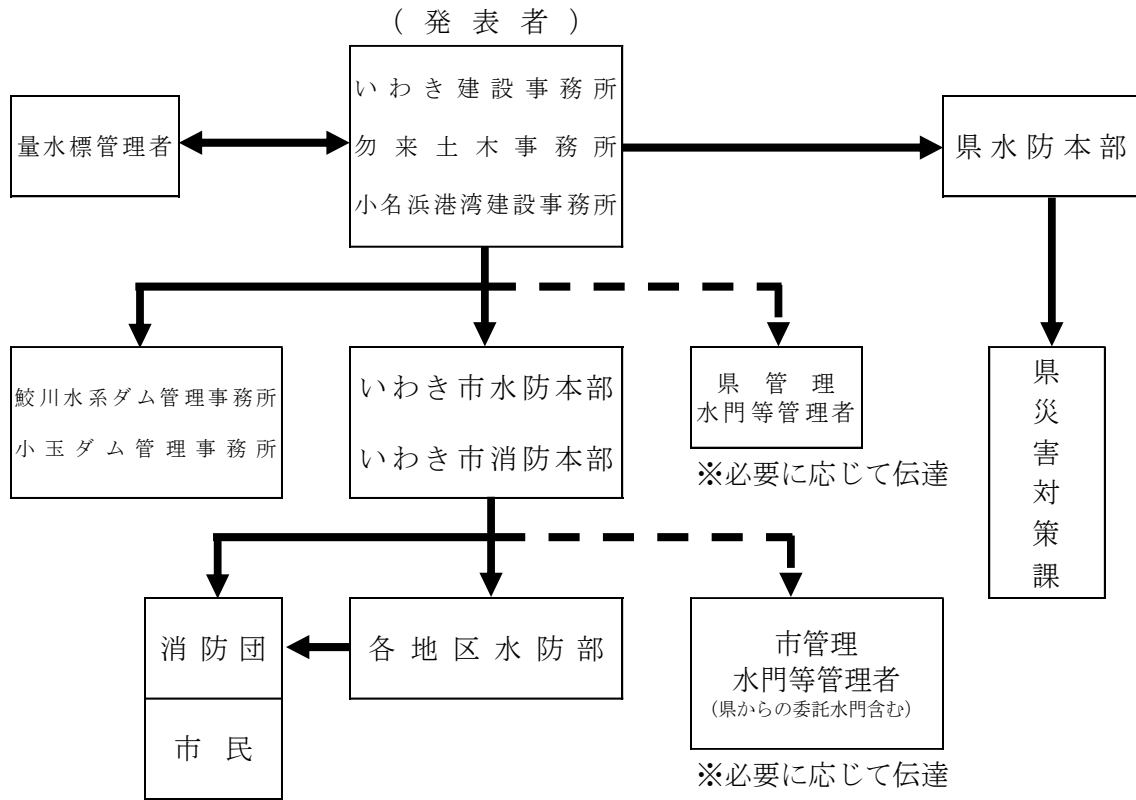 (発表者)
いわき建設事務所
勿来土木事務所
小名浜港湾建設事務所
量水標管理者
県水防本部
鮫川水系ダム管理事務所
小玉ダム管理事務所
いわき市水防本部
いわき市消防本部
県管理
水門等管理者
※必要に応じて伝達
県災害対策課
消防団
市民
各地区水防部
市管理
水門等管理者
(県からの委託水門含む)
※必要に応じて伝達